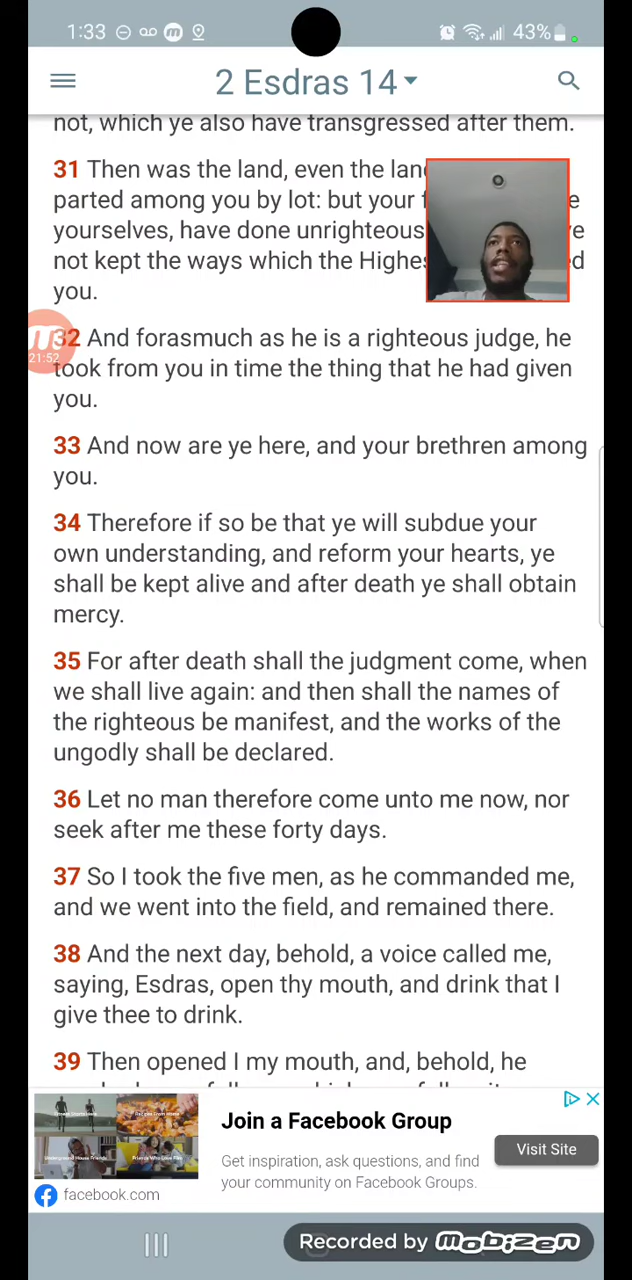 1:33
43%
2 Esdras 14
not, which ye also have transgressed after them.
31 Then was the land, even the land
parted among you by lot: but your
yourselves, have done unrighteous
not kept the ways which the Highes
you.
32 And forasmuch as he is a righteous judge, he
21:52
took from you in time the thing that he had given
you.
33 And now are ye here, and your brethren among
you.
34 Therefore if so be that ye will subdue your
own understanding, and reform your hearts, ye
shall be kept alive and after death ye shall obtain
mercy.
35 For after death shall the judgment come, when
we shall live again: and then shall the names of
the righteous be manifest, and the works of the
ungodly shall be declared.
36 Let no man therefore come unto me now, nor
seek after me these forty days.
37 So I took the five men, as he commanded me,
and we went into the field, and remained there.
38 And the next day, behold, a voice called me,
saying, Esdras, open thy mouth, and drink that I
give thee to drink.
39 Then opened I my mouth, and, behold, he
Join a Facebook Group
Get inspiration, ask questions, and find
your community on Facebook Groups.
Visit Site
facebook.com
Recorded by mobizen